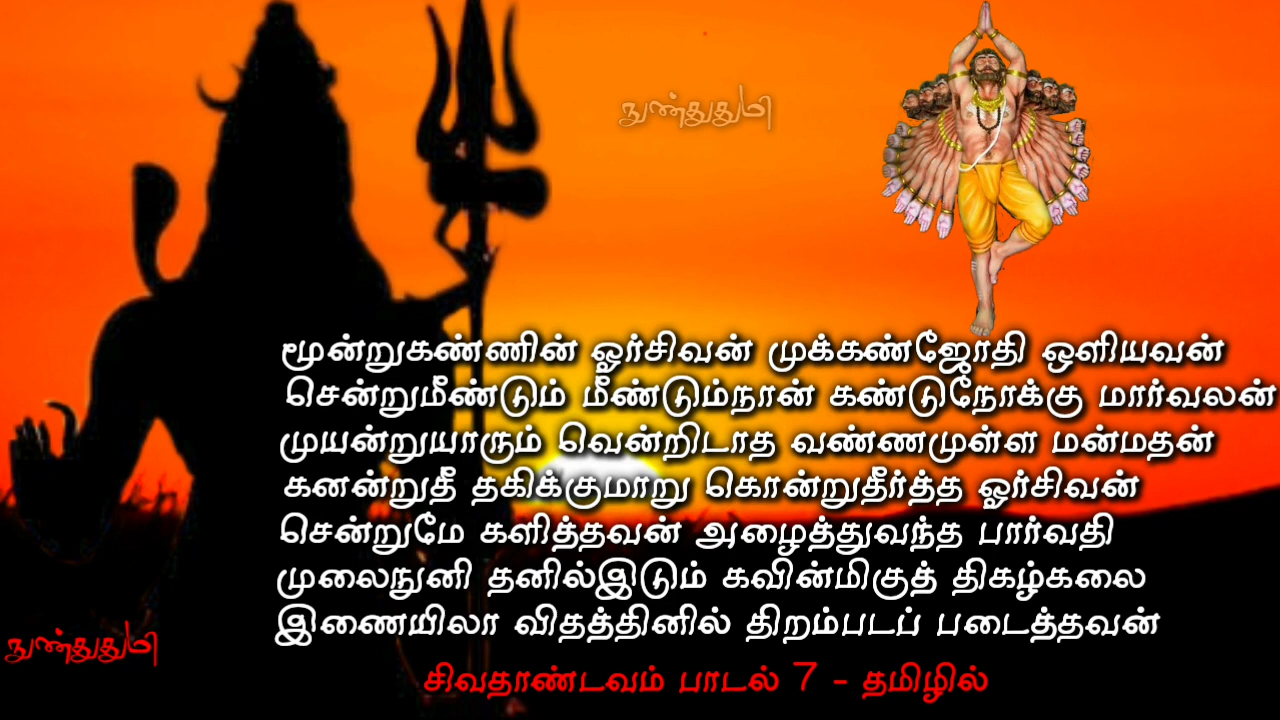 நுண்துதுமி
மூன்றுகண்ணின் ஓர்சிவன் முக்கண்ஜோதி ஒளியவன்
சென்றுமீண்டும் மீண்டும்நான் கண்டுநோக்கு மார்வலன்
முயன்றுயாரும் வென்றிடாத வண்ணமுள்ள மன்மதன்
கனன்றுதீ தகிக்குமாறு கொன்றுதீர்த்த ஓர்சிவன்
சென்றுமே களித்தவன் அழைத்துவந்த பார்வதி
முலைநுனி தனில்இடும் கவின்மிகுத் திகழ்கலை
இணையிலா விதத்தினில் திறம்படப் படைத்தவன்
நுண்துதுமி
சிவதாண்டவம் பாடல் 7 - தமிழில்